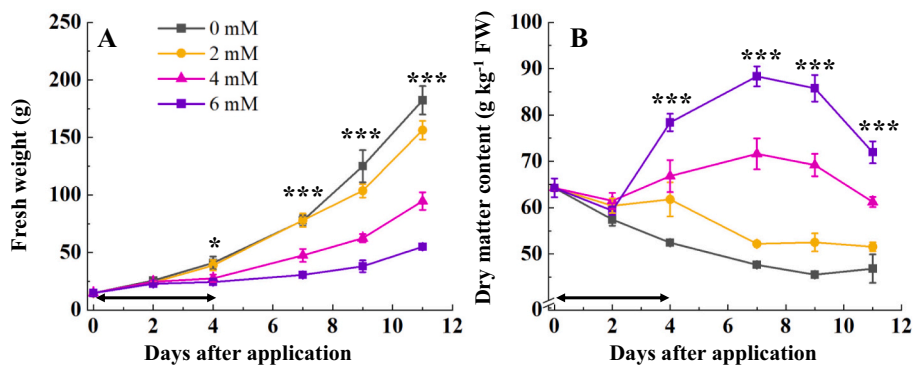 A
0 mM
2 mM
4 mM
6 mM
Fresh weight (g)
250
200
150
100
50
0
* *** *** ***
0 2 4 6 8 10 12
Days after application
B
Dry matter content (g kg⁻¹ FW)
100
90
80
70
60
50
0
*** *** *** ***
0 2 4 6 8 10 12
Days after application